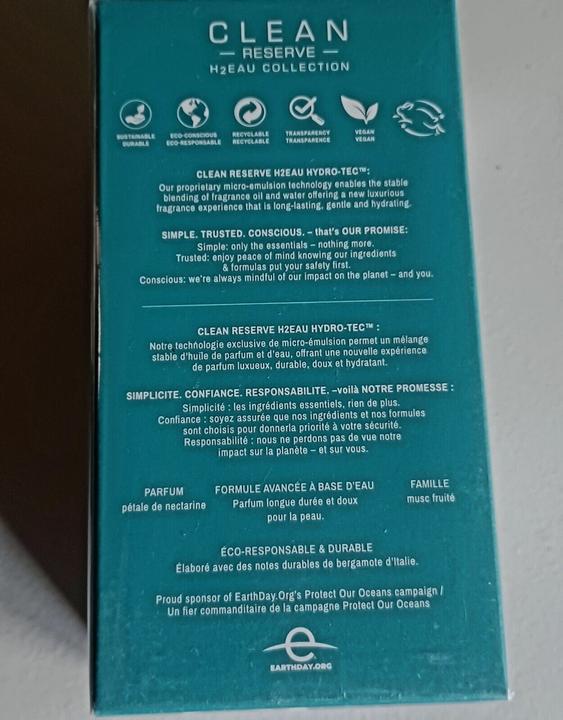 CLEAN
— RESERVE —
H2EAU COLLECTION
SUSTAINABLE ECO-CONSCIOUS RECYCLABLE TRANSPARENCY VEGAN
DURABLE ECO-RESPONSABLE RECYCLABLE TRANSPARENCE VEGAN
CLEAN RESERVE H2EAU HYDRO-TEC™:
Our proprietary micro-emulsion technology enables the stable
blending of fragrance oil and water offering a new luxurious
fragrance experience that is long-lasting, gentle and hydrating.
SIMPLE. TRUSTED. CONSCIOUS. – that's OUR PROMISE:
Simple: only the essentials – nothing more.
Trusted: enjoy peace of mind knowing our ingredients
& formulas put your safety first.
Conscious: we're always mindful of our impact on the planet – and you.
CLEAN RESERVE H2EAU HYDRO-TEC™ :
Notre technologie exclusive de micro-émulsion permet un mélange
stable d'huile de parfum et d'eau, offrant une nouvelle expérience
de parfum luxueux, durable, doux et hydratant.
SIMPLICITE. CONFIANCE. RESPONSABILITE. –voilà NOTRE PROMESSE :
Simplicité : les ingrédients essentiels, rien de plus.
Confiance : soyez assurée que nos ingrédients et nos formules
sont choisis pour donnerla priorité à votre sécurité.
Responsabilité : nous ne perdons pas de vue notre
impact sur la planète – et sur vous.
PARFUM FORMULE AVANCÉE À BASE D'EAU FAMILLE
pétale de nectarine Parfum longue durée et doux musc fruité
pour la peau.
ÉCO-RESPONSABLE & DURABLE
Élaboré avec des notes durables de bergamote d'Italie.
Proud sponsor of EarthDay.Org's Protect Our Oceans campaign /
Un fier commanditaire de la campagne Protect Our Oceans
EARTHDAY.ORG